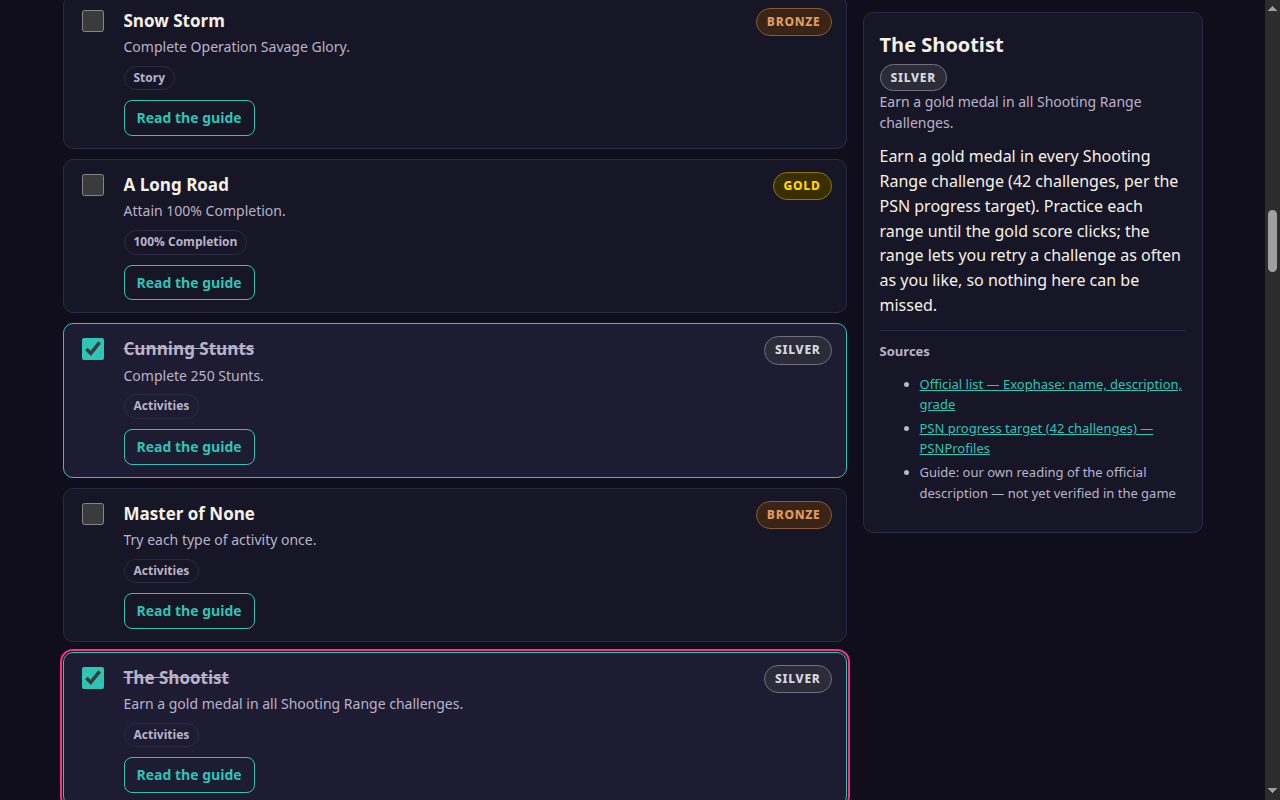 Snow Storm
BRONZE
Complete Operation Savage Glory.
Story
Read the guide
A Long Road
GOLD
Attain 100% Completion.
100% Completion
Read the guide
Cunning Stunts
SILVER
Complete 250 Stunts.
Activities
Read the guide
Master of None
BRONZE
Try each type of activity once.
Activities
Read the guide
The Shootist
SILVER
Earn a gold medal in all Shooting Range challenges.
Activities
Read the guide
The Shootist
SILVER
Earn a gold medal in all Shooting Range
challenges.
Earn a gold medal in every Shooting
Range challenge (42 challenges, per the
PSN progress target). Practice each
range until the gold score clicks; the
range lets you retry a challenge as often
as you like, so nothing here can be
missed.
Sources
Official list — Exophase: name, description,
grade
PSN progress target (42 challenges) —
PSNProfiles
Guide: our own reading of the official
description — not yet verified in the game